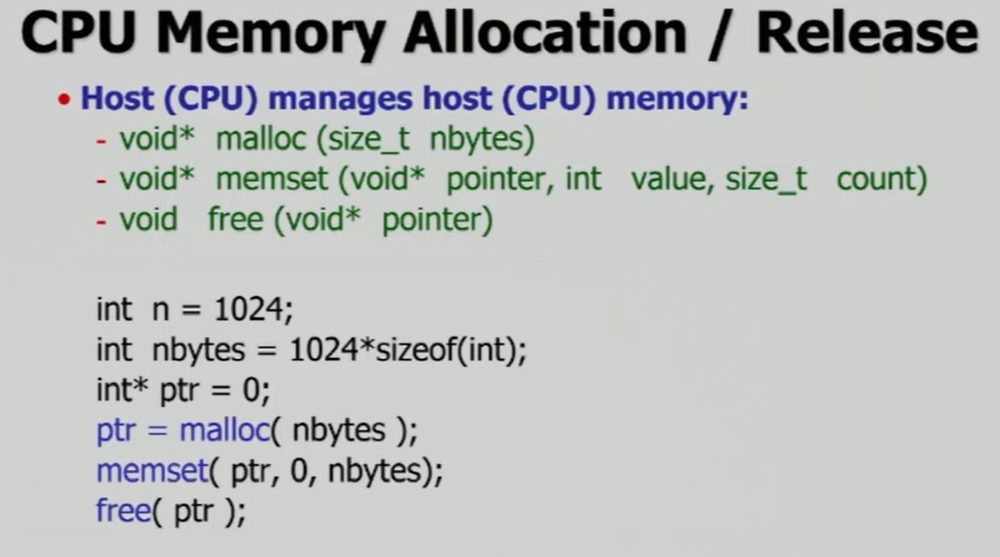 CPU Memory Allocation / Release
• Host (CPU) manages host (CPU) memory:
- void* malloc (size_t nbytes)
- void* memset (void* pointer, int value, size_t count)
- void free (void* pointer)
int n = 1024;
int nbytes = 1024*sizeof(int);
int* ptr = 0;
ptr = malloc( nbytes );
memset( ptr, 0, nbytes);
free( ptr );